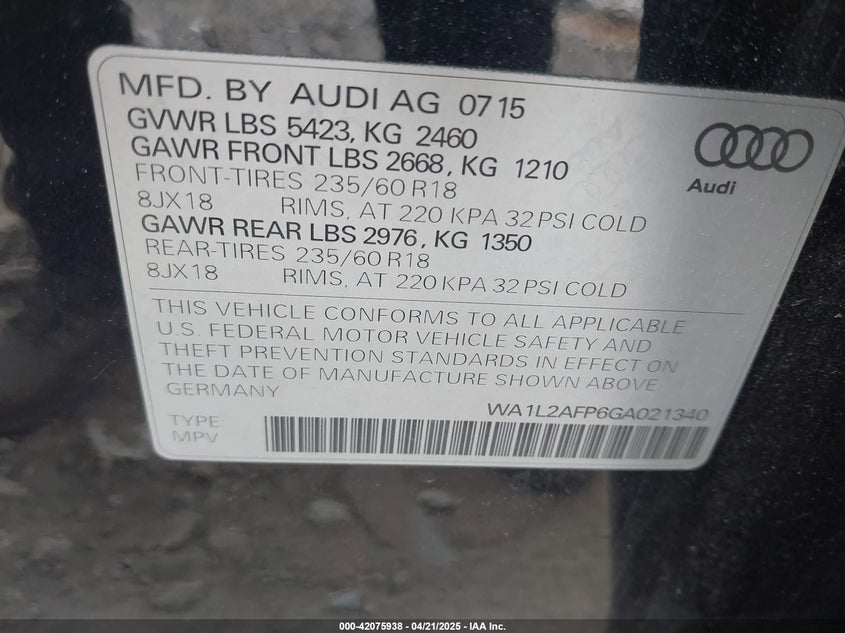 MFD. BY AUDI AG 0715
GVWR LBS 5423, KG 2460
GAWR FRONT LBS 2668, KG 1210
FRONT-TIRES 235/60 R18
8JX18 RIMS, AT 220 KPA 32 PSI COLD
GAWR REAR LBS 2976, KG 1350
REAR-TIRES 235/60 R18
8JX18 RIMS, AT 220 KPA 32 PSI COLD
Audi
THIS VEHICLE CONFORMS TO ALL APPLICABLE
U.S. FEDERAL MOTOR VEHICLE SAFETY AND
THEFT PREVENTION STANDARDS IN EFFECT ON
THE DATE OF MANUFACTURE SHOWN ABOVE
GERMANY
WA1L2AFP6GA021340
TYPE:
MPV
000-42075938 - 04/21/2025 - IAA Inc.